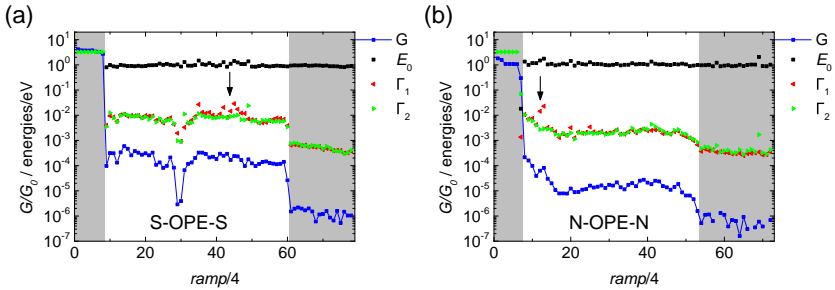 (a)
10¹
10⁰
10⁻¹
10⁻²
10⁻³
10⁻⁴
10⁻⁵
10⁻⁶
10⁻⁷
G/G₀ / energies/eV
S-OPE-S
0 20 40 60
ramp/4
G
E₀
Γ₁
Γ₂
(b)
10¹
10⁰
10⁻¹
10⁻²
10⁻³
10⁻⁴
10⁻⁵
10⁻⁶
10⁻⁷
G/G₀ / energies/eV
N-OPE-N
0 20 40 60
ramp/4
G
E₀
Γ₁
Γ₂